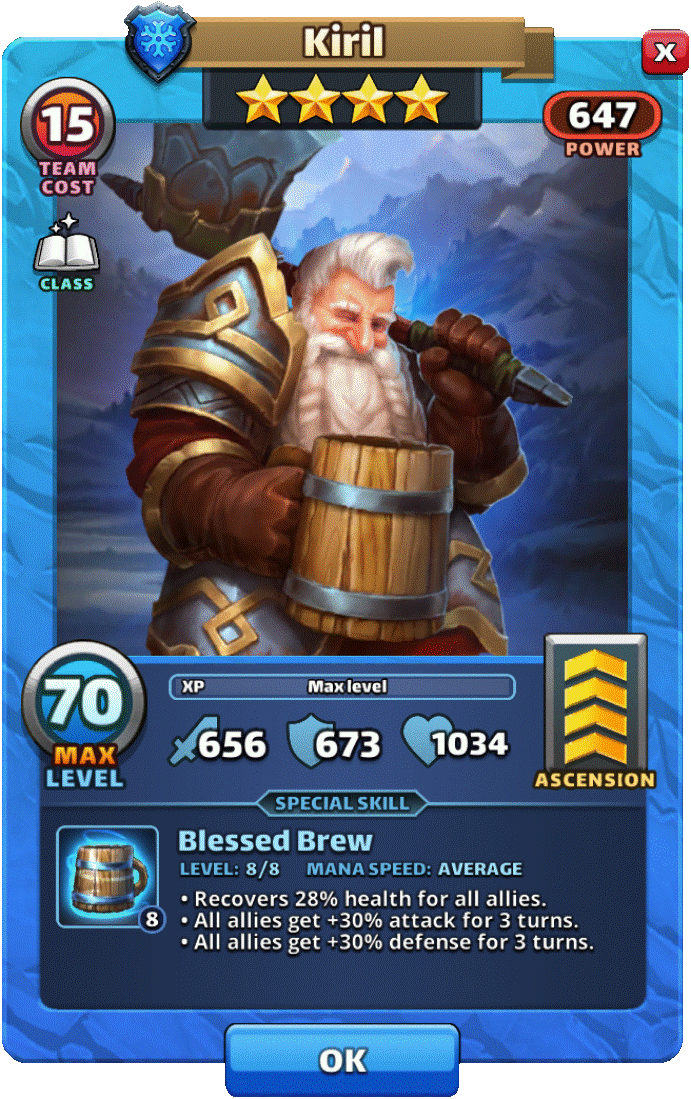 Kiril
X
15
TEAM
COST
647
POWER
CLASS
70
MAX
LEVEL
XP Max level
656 673 1034
ASCENSION
SPECIAL SKILL
Blessed Brew
LEVEL: 8/8 MANA SPEED: AVERAGE
8
• Recovers 28% health for all allies.
• All allies get +30% attack for 3 turns.
• All allies get +30% defense for 3 turns.
OK